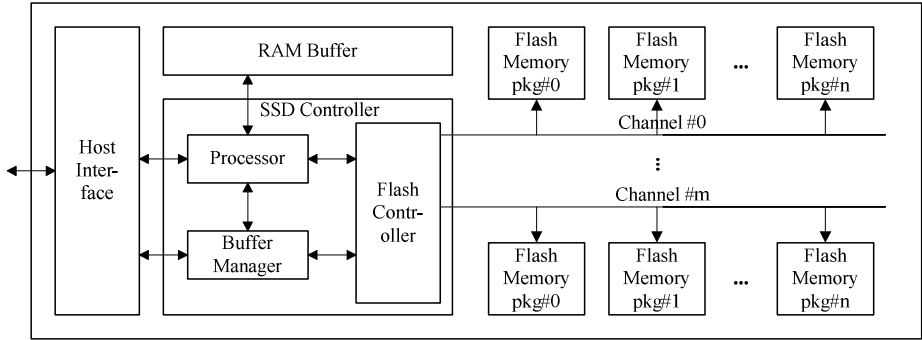 RAM Buffer
Flash
Memory
pkg#0
Flash
Memory
pkg#1
...
Flash
Memory
pkg#n
SSD Controller
Channel #0
Host
Inter-
face
Processor
Flash
Contr-
oller
...
Channel #m
Buffer
Manager
Flash
Memory
pkg#0
Flash
Memory
pkg#1
...
Flash
Memory
pkg#n